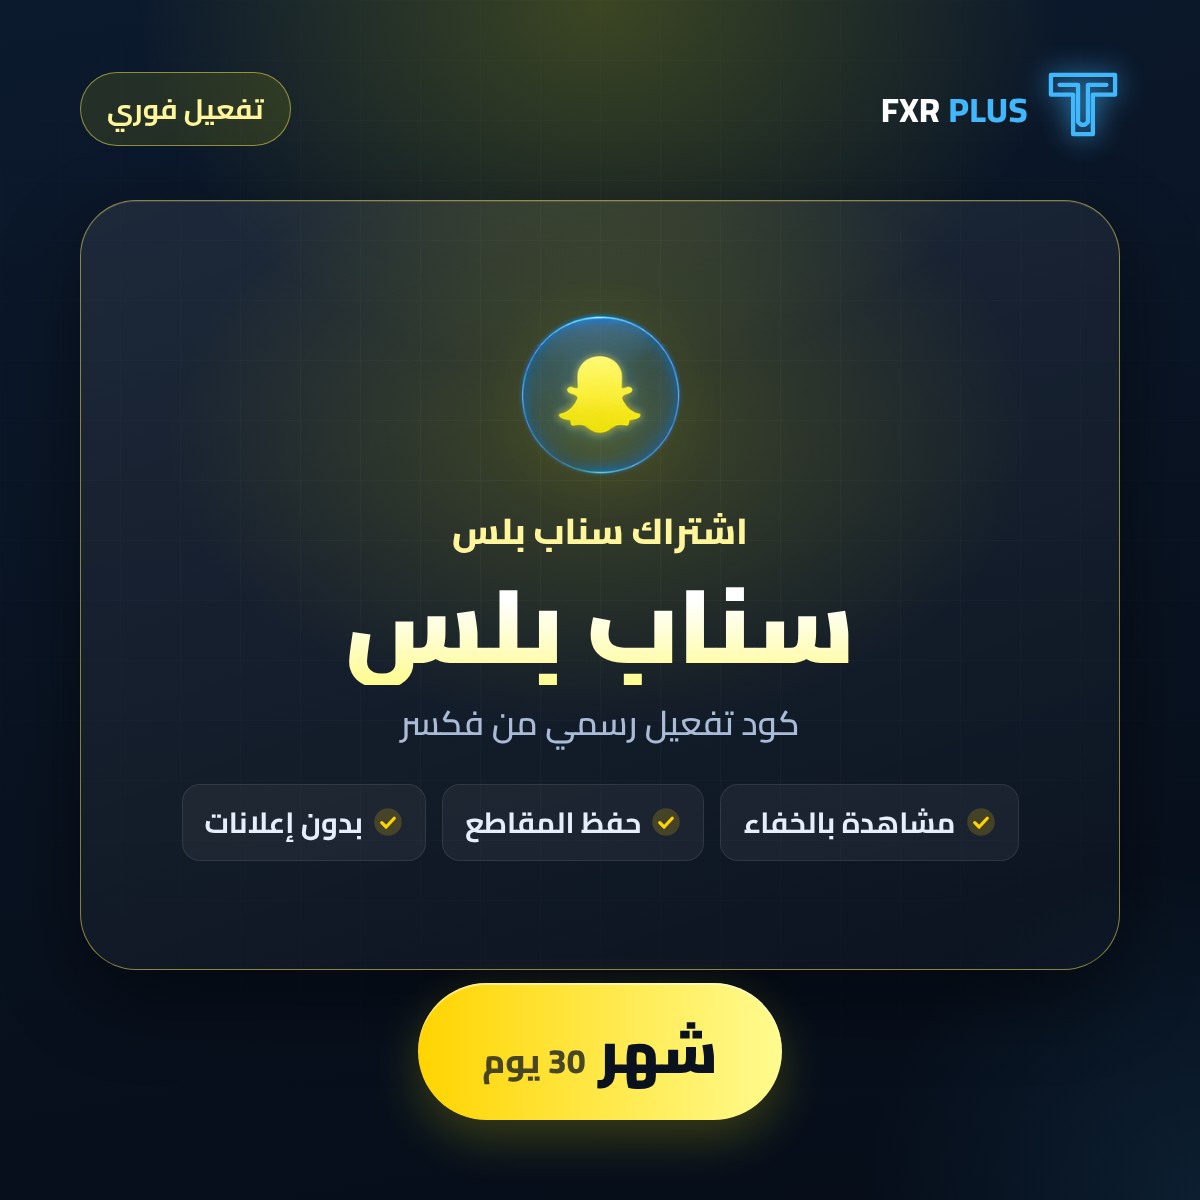 FXR PLUS
تفعيل فوري
اشتراك سناب بلس
سناب بلس
كود تفعيل رسمي من فكسر
مشاهدة بالخفاء
حفظ المقاطع
بدون إعلانات
شهر 30 يوم